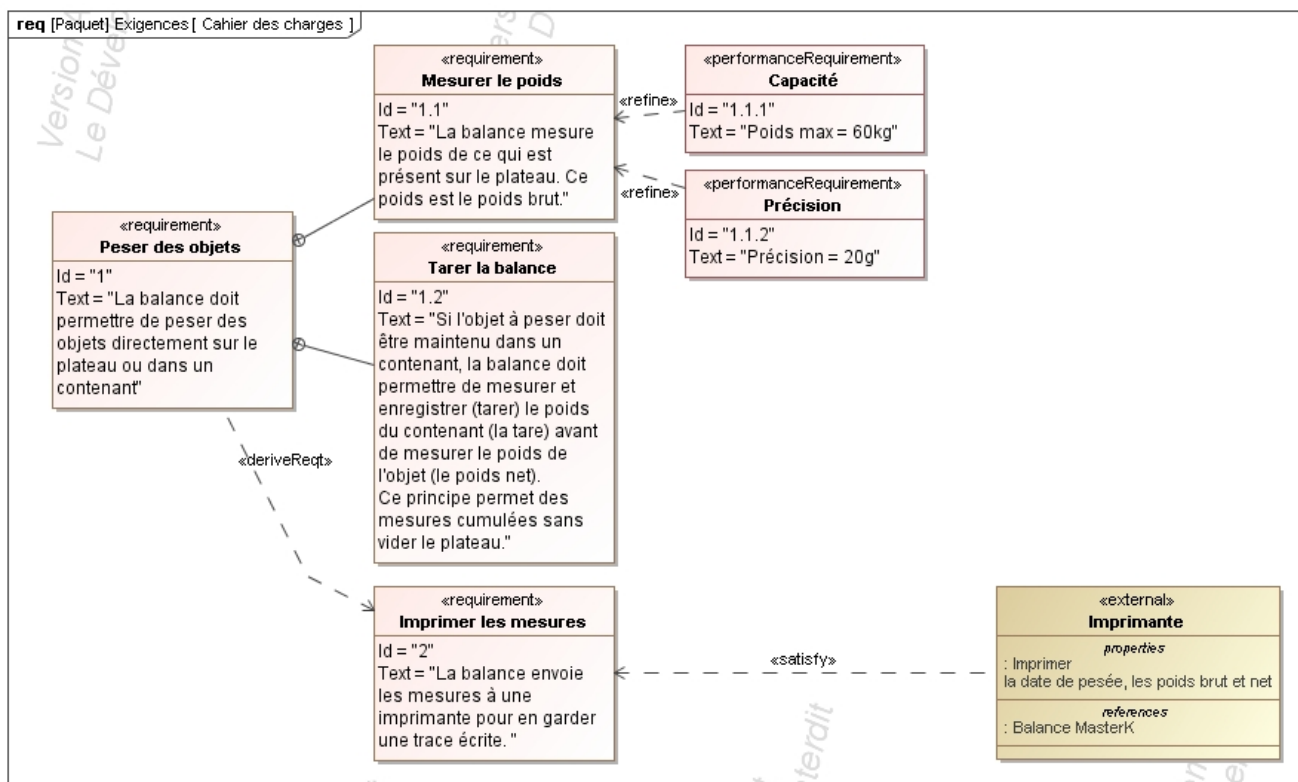 req [Paquet] Exigences [ Cahier des charges ]
«requirement»
Mesurer le poids
Id = "1.1"
Text = "La balance mesure
le poids de ce qui est
présent sur le plateau. Ce
poids est le poids brut."
«refine»
«performanceRequirement»
Capacité
Id = "1.1.1"
Text = "Poids max = 60kg"
«refine»
«performanceRequirement»
Précision
Id = "1.1.2"
Text = "Précision = 20g"
«requirement»
Peser des objets
Id = "1"
Text = "La balance doit
permettre de peser des
objets directement sur le
plateau ou dans un
contenant"
«requirement»
Tarer la balance
Id = "1.2"
Text = "Si l'objet à peser doit
être maintenu dans un
contenant, la balance doit
permettre de mesurer et
enregistrer (tarer) le poids
du contenant (la tare) avant
de mesurer le poids de
l'objet (le poids net).
Ce principe permet des
mesures cumulées sans
vider le plateau."
«deriveReqt»
«requirement»
Imprimer les mesures
Id = "2"
Text = "La balance envoie
les mesures à une
imprimante pour en garder
une trace écrite. "
«satisfy»
«external»
Imprimante
properties
: Imprimer
la date de pesée, les poids brut et net
references
: Balance MasterK